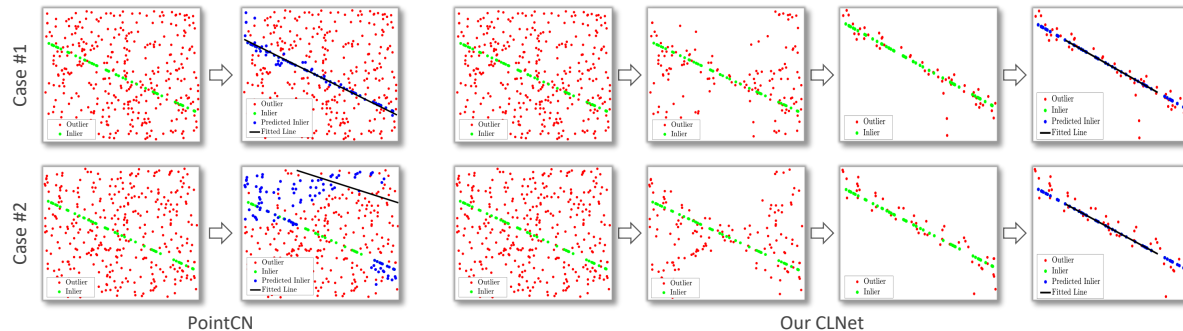 Case #1
Outlier
Inlier
Outlier
Inlier
Predicted Inlier
Fitted Line
Outlier
Inlier
Outlier
Inlier
Outlier
Inlier
Outlier
Inlier
Predicted Inlier
Fitted Line
Case #2
Outlier
Inlier
Outlier
Inlier
Predicted Inlier
Fitted Line
Outlier
Inlier
Outlier
Inlier
Outlier
Inlier
Outlier
Inlier
Predicted Inlier
Fitted Line
PointCN
Our CLNet